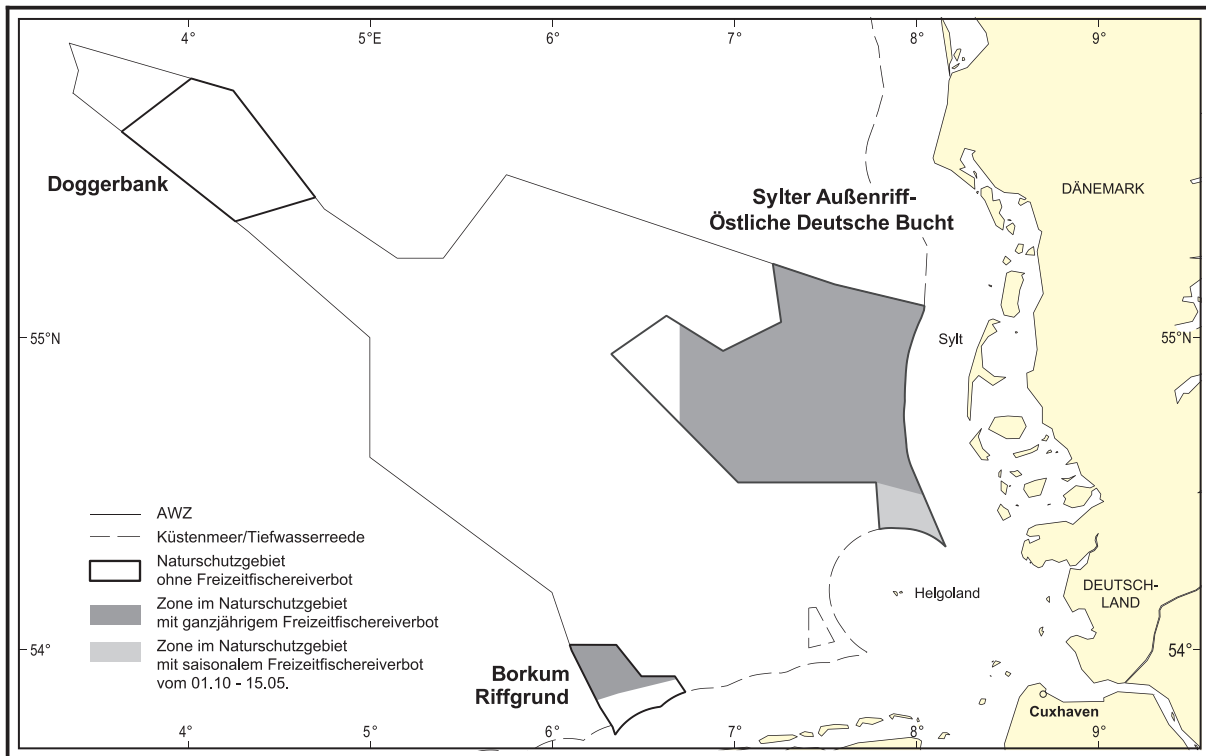 4°
5°E
6°
7°
8°
9°
Doggerbank
Sylter Außenriff-
Östliche Deutsche Bucht
DÄNEMARK
55°N
Sylt
55°N
AWZ
Küstenmeer/Tiefwasserreede
Naturschutzgebiet
ohne Freizeitfischereiverbot
Zone im Naturschutzgebiet
mit ganzjährigem Freizeitfischereiverbot
Zone im Naturschutzgebiet
mit saisonalem Freizeitfischereiverbot
vom 01.10 - 15.05.
Helgoland
DEUTSCH-
LAND
54°
54°
Borkum
Riffgrund
Cuxhaven
4°
5°
6°
7°
8°
9°